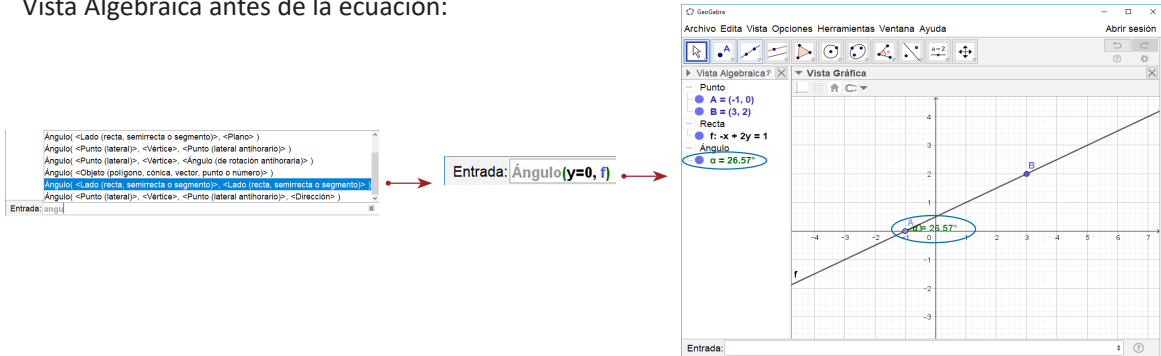 Vista Algebraica antes de la ecuación:
Ángulo( <Lado (recta, semirrecta o segmento)>, <Plano> )
Ángulo( <Punto (lateral)>, <Vértice>, <Punto (lateral antihorario)> )
Ángulo( <Punto (lateral)>, <Vértice>, <Ángulo (de rotación antihoraria)> )
Ángulo( <Objeto (polígono, cónica, vector, punto o número)> )
Ángulo( <Lado (recta, semirrecta o segmento)>, <Lado (recta, semirrecta o segmento)> )
Ángulo( <Punto (lateral)>, <Vértice>, <Punto (lateral antihorario)>, <Dirección> )
Entrada: angu
Entrada: Ángulo(y=0, f)
GeoGebra
Archivo Edita Vista Opciones Herramientas Ventana Ayuda
Abrir sesión
A
a=2
Vista Algebraica
Vista Gráfica
Punto
A = (-1, 0)
B = (3, 2)
Recta
f: -x + 2y = 1
Ángulo
α = 26.57°
4
3
2
1
-1
-2
-3
-4 -3 -2 -1 0 1 2 3 4 5 6 7
A
B
α = 26.57°
f
Entrada: